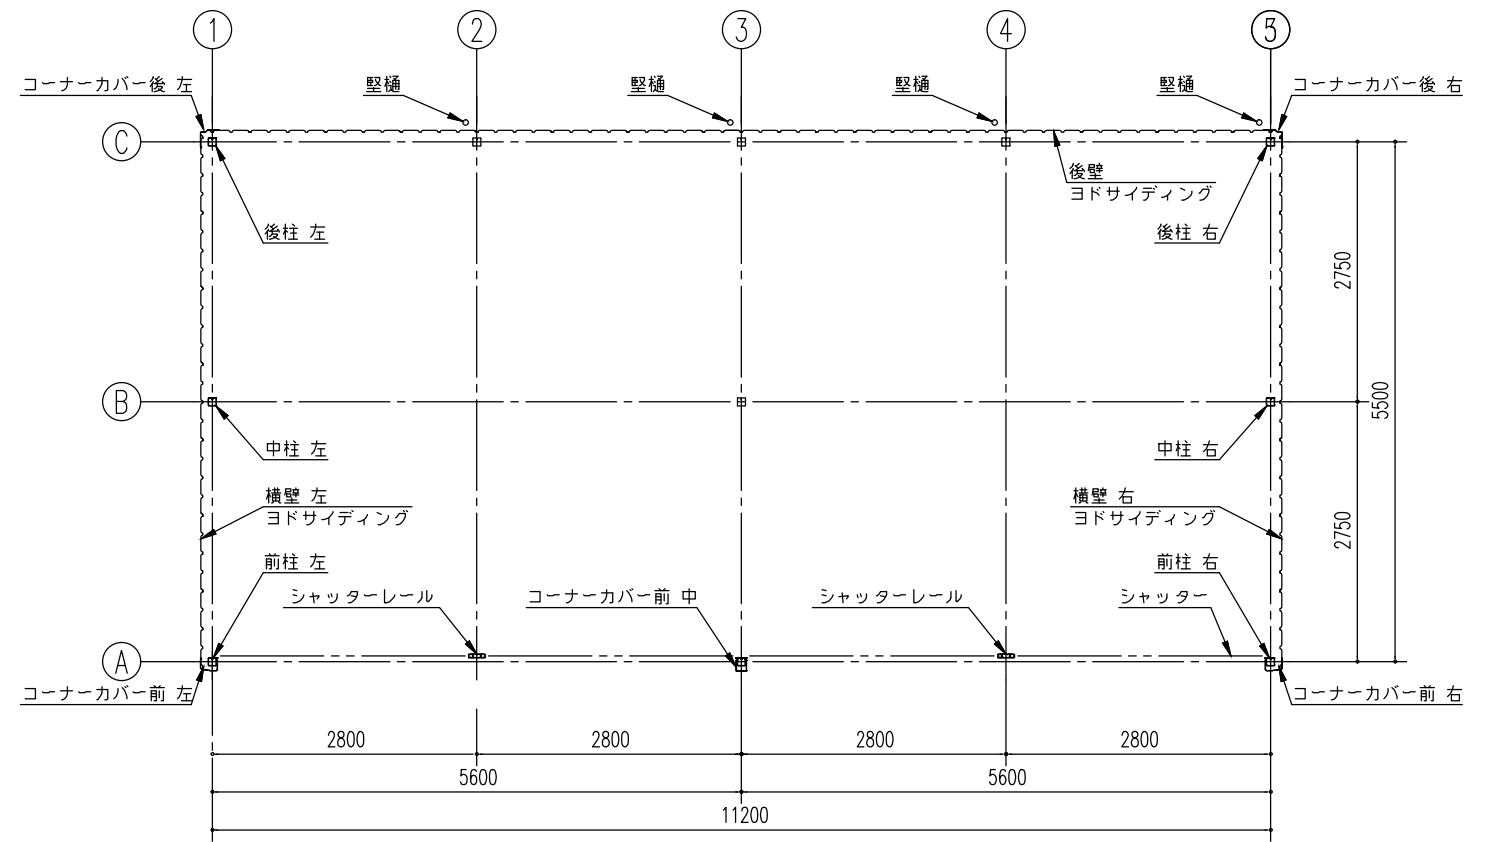 1
2
3
4
5
コーナーカバー後 左
堅樋
堅樋
堅樋
堅樋
コーナーカバー後 右
C
後壁
ヨドサイディング
後柱 左
後柱 右
2750
B
5500
中柱 左
中柱 右
横壁 左
ヨドサイディング
横壁 右
ヨドサイディング
2750
前柱 左
前柱 右
シャッターレール
コーナーカバー前 中
シャッターレール
シャッター
A
コーナーカバー前 左
コーナーカバー前 右
2800
2800
2800
2800
5600
5600
11200